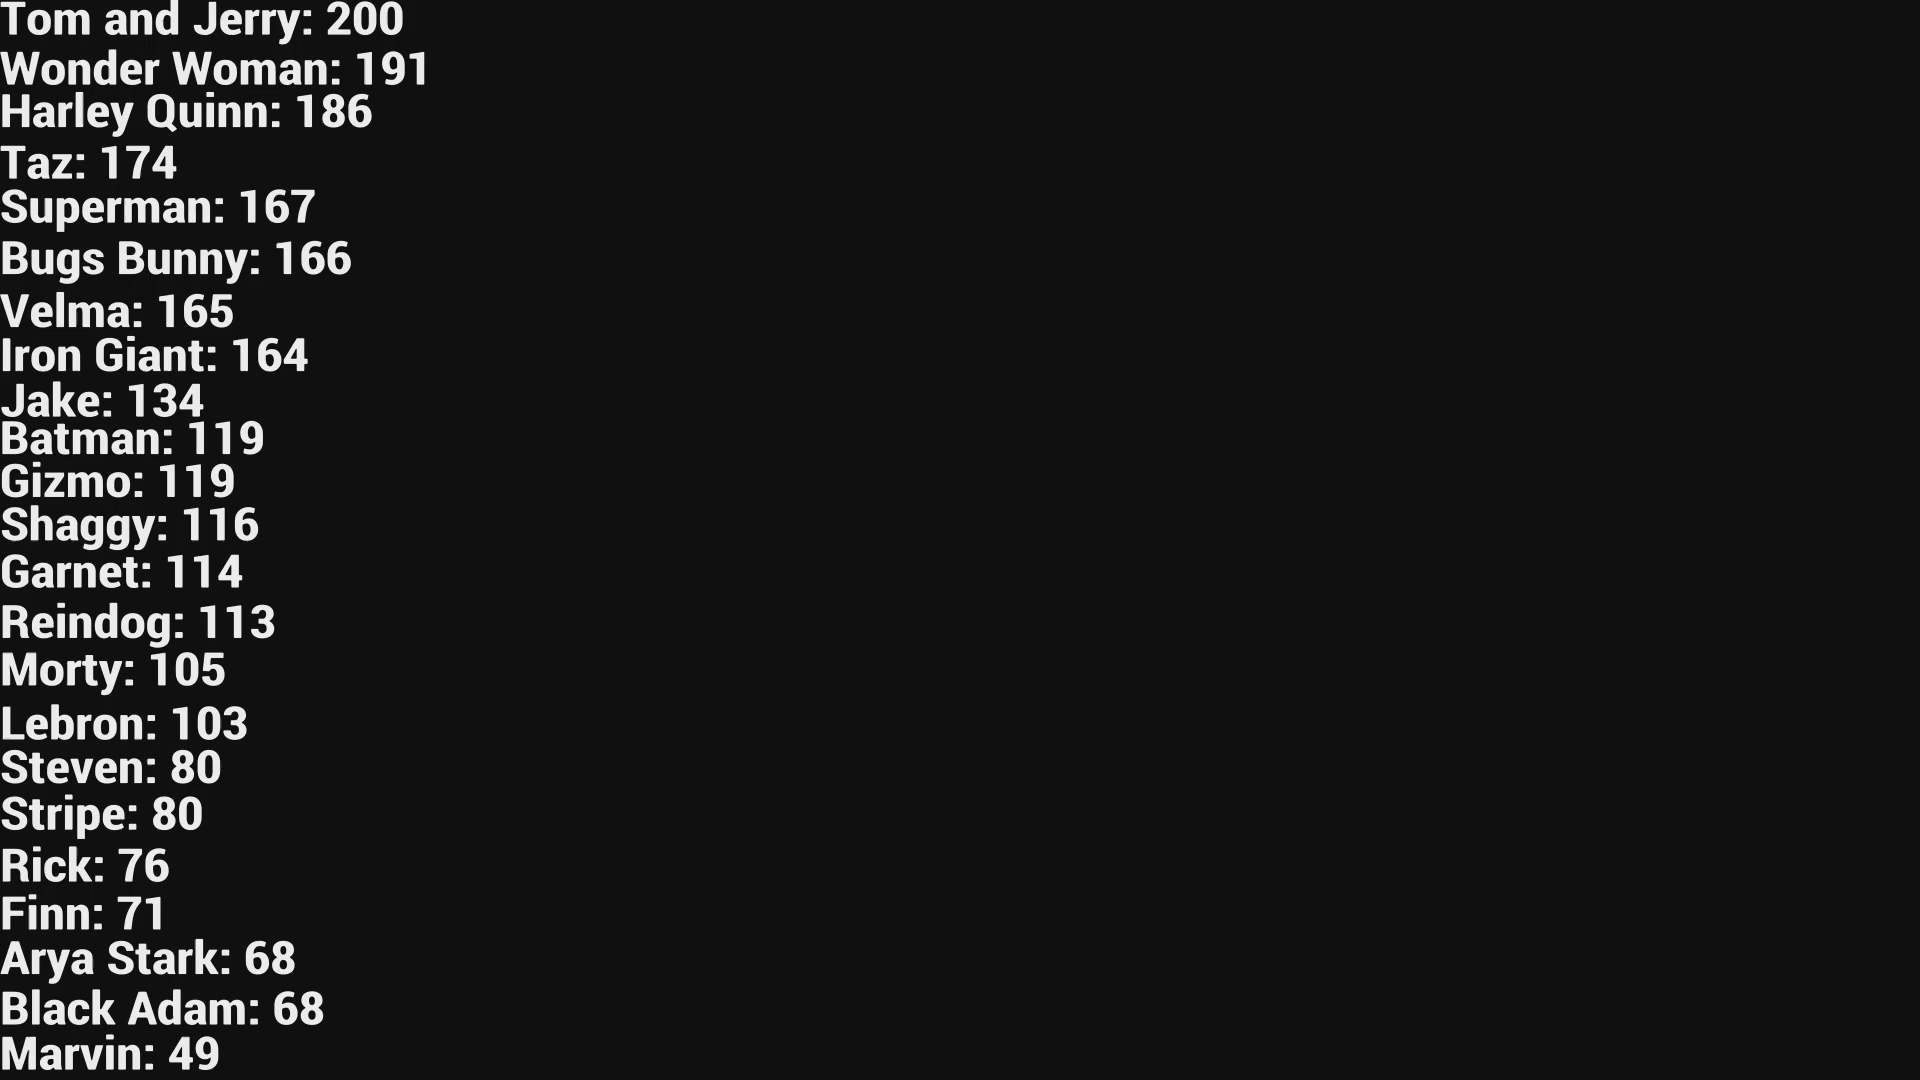 Tom and Jerry: 200
Wonder Woman: 191
Harley Quinn: 186
Taz: 174
Superman: 167
Bugs Bunny: 166
Velma: 165
Iron Giant: 164
Jake: 134
Batman: 119
Gizmo: 119
Shaggy: 116
Garnet: 114
Reindog: 113
Morty: 105
Lebron: 103
Steven: 80
Stripe: 80
Rick: 76
Finn: 71
Arya Stark: 68
Black Adam: 68
Marvin: 49